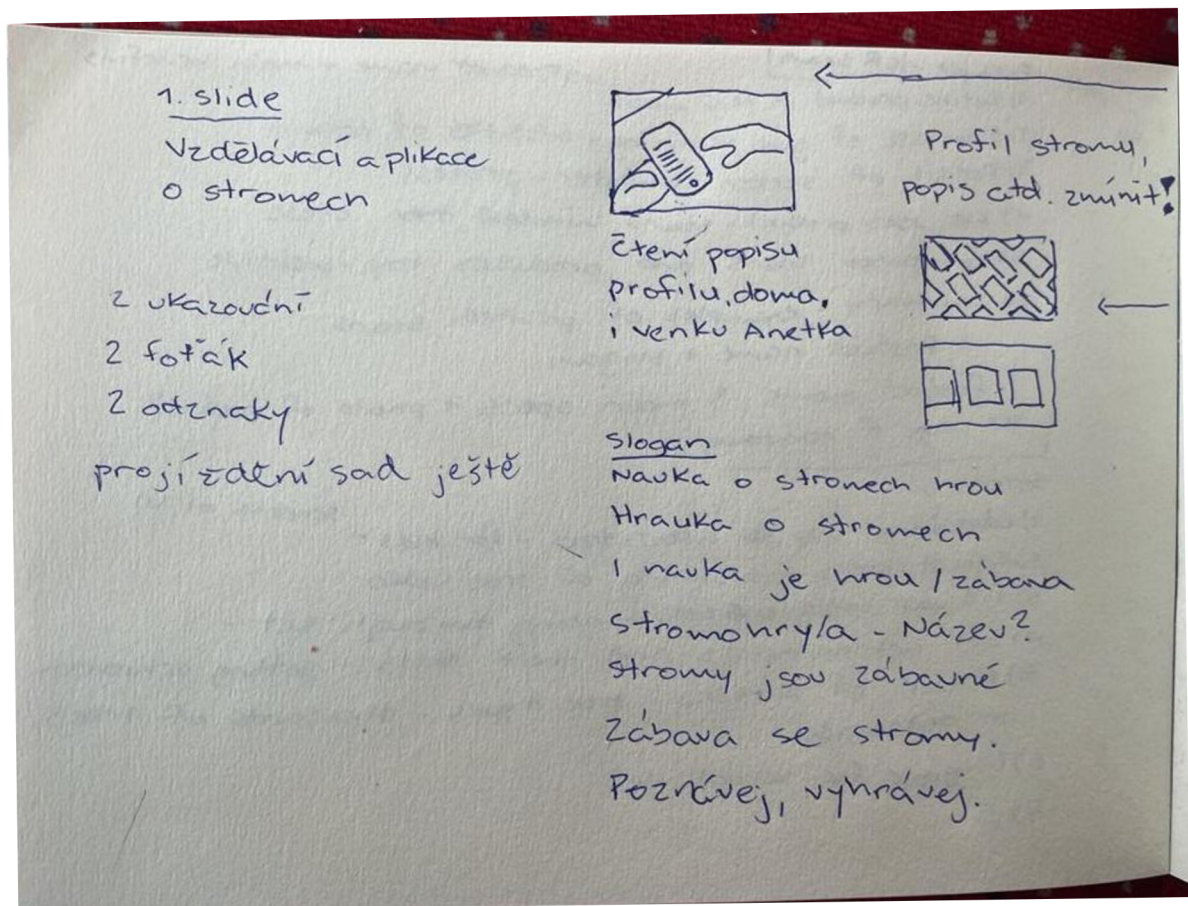 1. slide
Vzdělávací aplikace
o stromech
2 ukazování
2 foťák
2 odznaky
projíždění sad ještě
čtení popisu
profilu, doma,
i venku Anetka
Profil stromu,
popis atd. zmínit!
slogan
Nauka o stromech hrou
Hrauka o stromech
I nauka je hrou / zábava
Stromohry/a - Název?
Stromy jsou zábavné
Zábava se stromy.
Poznávej, vyhrávej.